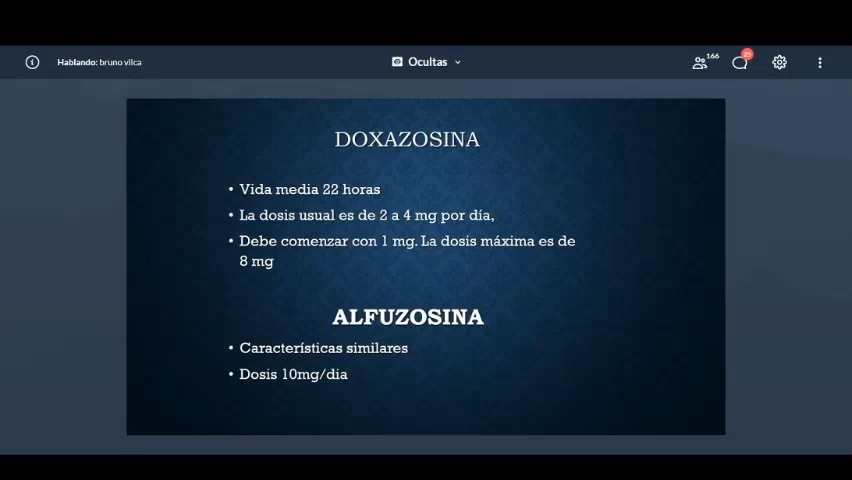 Hablando: bruno vilca
Ocultas
166
23
DOXAZOSINA
• Vida media 22 horas
• La dosis usual es de 2 a 4 mg por día,
• Debe comenzar con 1 mg. La dosis máxima es de
8 mg
ALFUZOSINA
• Características similares
• Dosis 10mg/dia